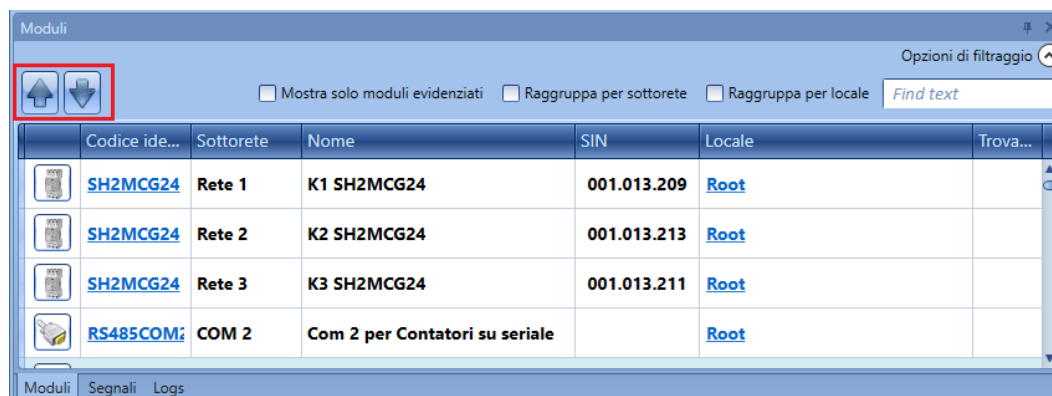 Moduli
Opzioni di filtraggio
Mostra solo moduli evidenziati Raggruppa per sottorete Raggruppa per locale Find text
Codice ide... Sottorete Nome SIN Locale Trova...
SH2MCG24 Rete 1 K1 SH2MCG24 001.013.209 Root
SH2MCG24 Rete 2 K2 SH2MCG24 001.013.213 Root
SH2MCG24 Rete 3 K3 SH2MCG24 001.013.211 Root
RS485COM2 COM 2 Com 2 per Contatori su seriale Root
Moduli Segnali Logs